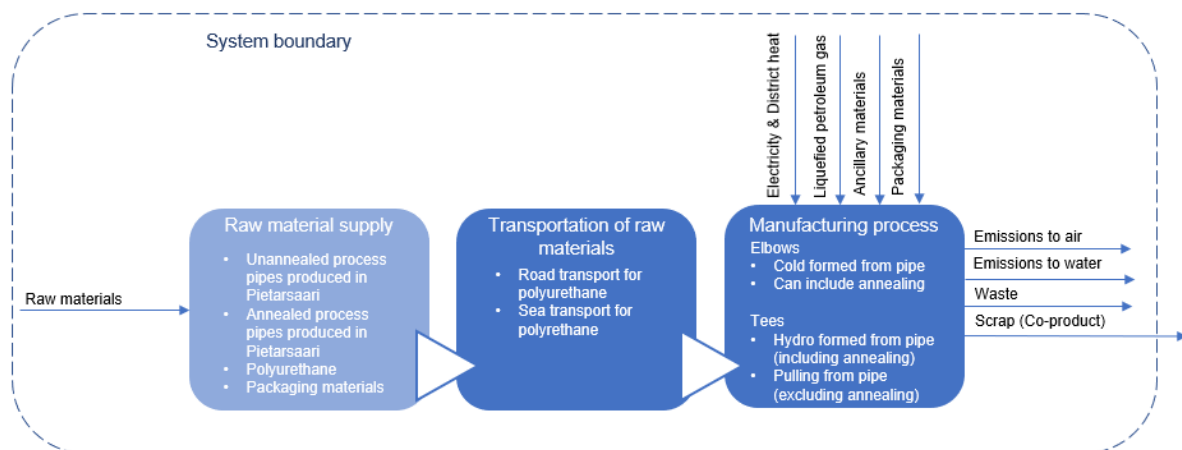 System boundary
Electricity & District heat
Liquefied petroleum gas
Ancillary materials
Packaging materials
Raw materials
Raw material supply
• Unannealed process
pipes produced in
Pietarsaari
• Annealed process
pipes produced in
Pietarsaari
• Polyurethane
• Packaging materials
Transportation of raw
materials
• Road transport for
polyurethane
• Sea transport for
polyrethane
Manufacturing process
Elbows
• Cold formed from pipe
• Can include annealing
Tees
• Hydro formed from pipe
(including annealing)
• Pulling from pipe
(excluding annealing)
Emissions to air
Emissions to water
Waste
Scrap (Co-product)